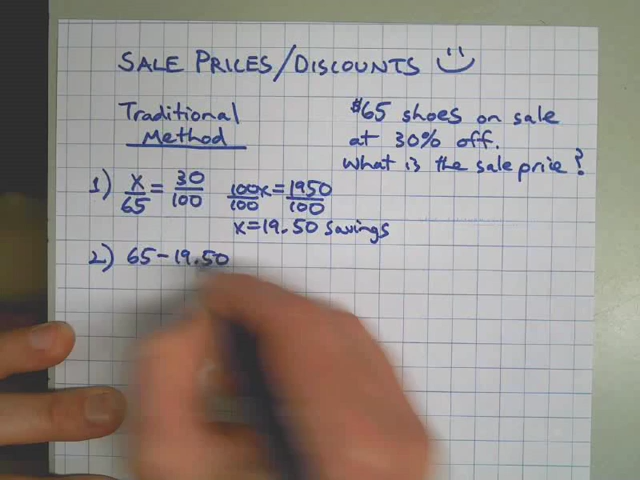 SALE PRICES/DISCOUNTS
Traditional Method
$65 shoes on sale
at 30% off.
What is the sale price?
1) x/65 = 30/100 100x/100 = 1950/100
x=19.50 savings
2) 65-19.50